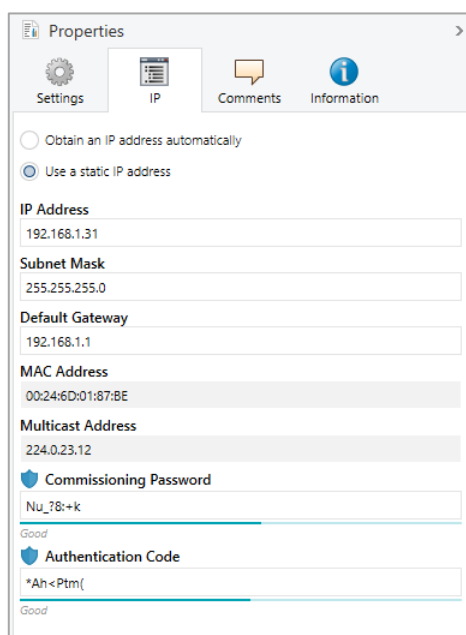 Properties
Settings IP Comments Information
Obtain an IP address automatically
Use a static IP address
IP Address
192.168.1.31
Subnet Mask
255.255.255.0
Default Gateway
192.168.1.1
MAC Address
00:24:6D:01:87:BE
Multicast Address
224.0.23.12
Commissioning Password
Nu_?8:+k
Good
Authentication Code
*Ah<Ptm(
Good